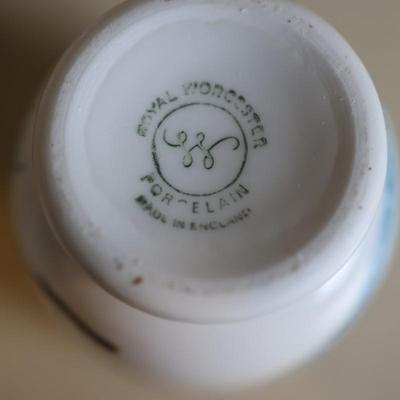 ROYAL WORCESTER
PORCELAIN
MADE IN ENGLAND